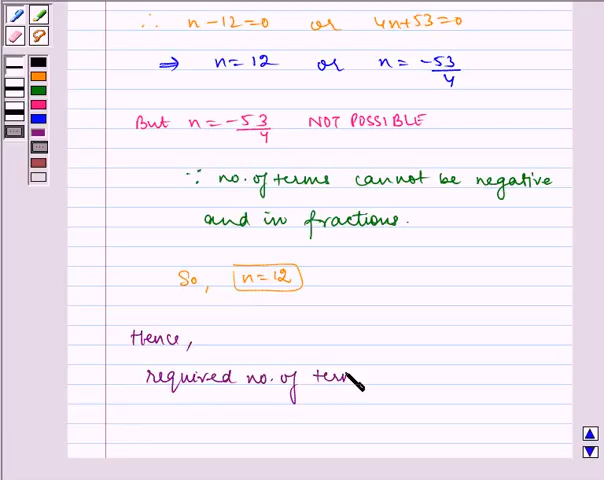 ∴ n-12=0 or 4n+53=0
⇒ n=12 or n= -53/4
But n= -53/4 NOT POSSIBLE
∵ no. of terms cannot be negative
and in fractions.
So, n=12
Hence,
required no. of term